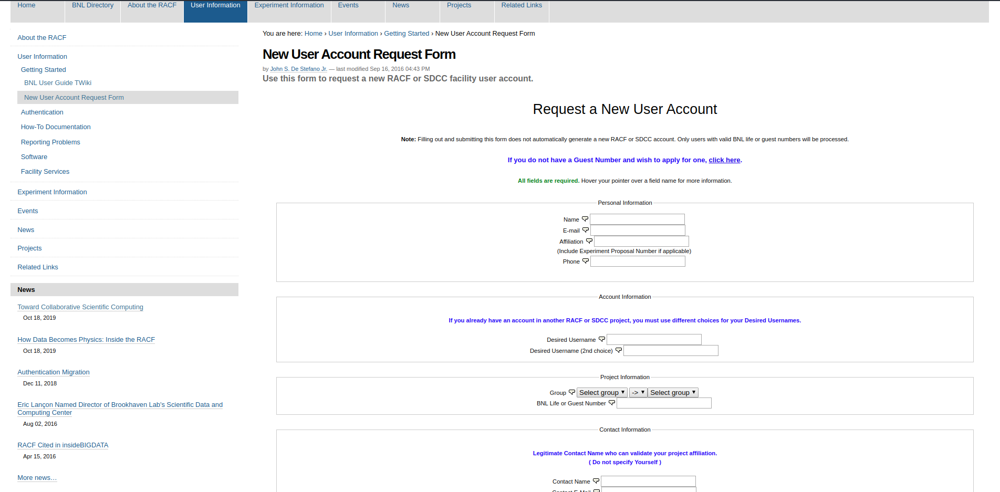 Home BNL Directory About the RACF User Information Experiment Information Events News Projects Related Links
About the RACF
User Information
Getting Started
BNL User Guide TWiki
New User Account Request Form
Authentication
How-To Documentation
Reporting Problems
Software
Facility Services
Experiment Information
Events
News
Projects
Related Links
News
Toward Collaborative Scientific Computing
Oct 18, 2019
How Data Becomes Physics: Inside the RACF
Oct 18, 2019
Authentication Migration
Dec 11, 2018
Eric Lançon Named Director of Brookhaven Lab's Scientific Data and
Computing Center
Aug 02, 2016
RACF Cited in insideBIGDATA
Apr 15, 2016
More news…
You are here: Home › User Information › Getting Started › New User Account Request Form
New User Account Request Form
by John S. De Stefano Jr. — last modified Sep 16, 2016 04:43 PM
Use this form to request a new RACF or SDCC facility user account.
Request a New User Account
Note: Filling out and submitting this form does not automatically generate a new RACF or SDCC account. Only users with valid BNL life or guest numbers will be processed.
If you do not have a Guest Number and wish to apply for one, click here.
All fields are required. Hover your pointer over a field name for more information.
Personal Information
Name
E-mail
Affiliation
(Include Experiment Proposal Number if applicable)
Phone
Account Information
If you already have an account in another RACF or SDCC project, you must use different choices for your Desired Usernames.
Desired Username
Desired Username (2nd choice)
Project Information
Group Select group -> Select group
BNL Life or Guest Number
Contact Information
Legitimate Contact Name who can validate your project affiliation.
( Do not specify Yourself )
Contact Name
Contact E-Mail